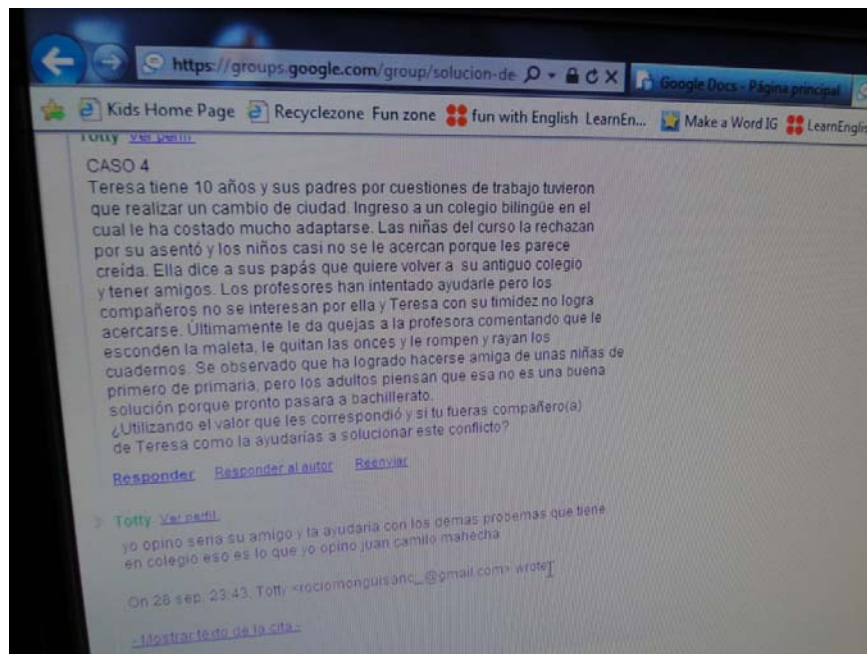 https://groups.google.com/group/solucion-de
Google Docs - Página principal
Kids Home Page Recyclezone Fun zone fun with English LearnEn... Make a Word IG LearnEnglis
Totty Ver perfil
CASO 4
Teresa tiene 10 años y sus padres por cuestiones de trabajo tuvieron
que realizar un cambio de ciudad. Ingreso a un colegio bilingüe en el
cual le ha costado mucho adaptarse. Las niñas del curso la rechazan
por su asentó y los niños casi no se le acercan porque les parece
creída. Ella dice a sus papás que quiere volver a su antiguo colegio
y tener amigos. Los profesores han intentado ayudarle pero los
compañeros no se interesan por ella y Teresa con su timidez no logra
acercarse. Últimamente le da quejas a la profesora comentando que le
esconden la maleta, le quitan las onces y le rompen y rayan los
cuadernos. Se observado que ha logrado hacerse amiga de unas niñas de
primero de primaria, pero los adultos piensan que esa no es una buena
solución porque pronto pasara a bachillerato.
¿Utilizando el valor que les correspondió y si tu fueras compañero(a)
de Teresa como la ayudarías a solucionar este conflicto?
Responder Responder al autor Reenviar
Totty Ver perfil
yo opino seria su amigo y la ayudaria con los demas probemas que tiene
en colegio eso es lo que yo opino juan camilo mahecha
On 28 sep, 23:43, Totty <rociomonguisanc_@gmail.com> wrote:
- Mostrar texto de la cita -